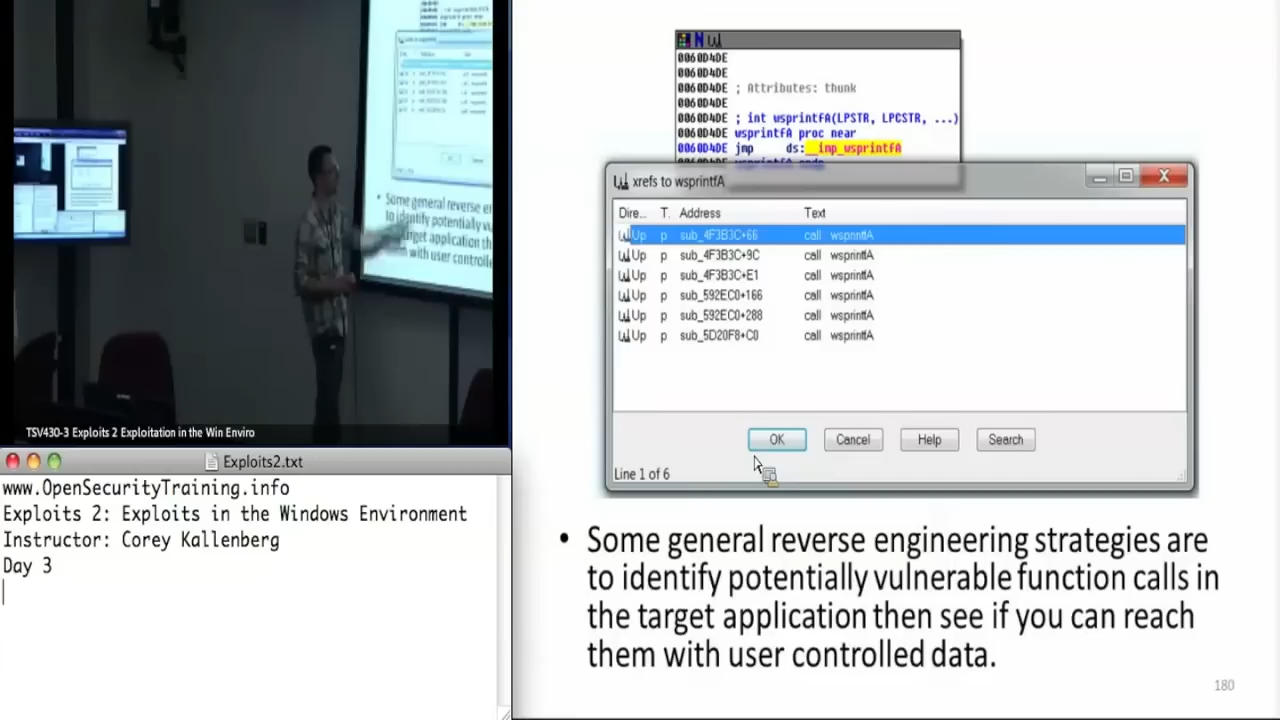 TSV430-3 Exploits 2 Exploitation in the Win Enviro
Exploits2.txt
www.OpenSecurityTraining.info
Exploits 2: Exploits in the Windows Environment
Instructor: Corey Kallenberg
Day 3
0060D4DE
0060D4DE
0060D4DE ; Attributes: thunk
0060D4DE
0060D4DE ; int wsprintfA(LPSTR, LPCSTR, ...)
0060D4DE wsprintfA proc near
0060D4DE jmp ds:__imp_wsprintfA
xrefs to wsprintfA
Dire... T. Address Text
Up p sub_4F3B3C+66 call wsprintfA
Up p sub_4F3B3C+9C call wsprintfA
Up p sub_4F3B3C+E1 call wsprintfA
Up p sub_592EC0+166 call wsprintfA
Up p sub_592EC0+288 call wsprintfA
Up p sub_5D20F8+C0 call wsprintfA
OK Cancel Help Search
Line 1 of 6
• Some general reverse engineering strategies are
to identify potentially vulnerable function calls in
the target application then see if you can reach
them with user controlled data.
180